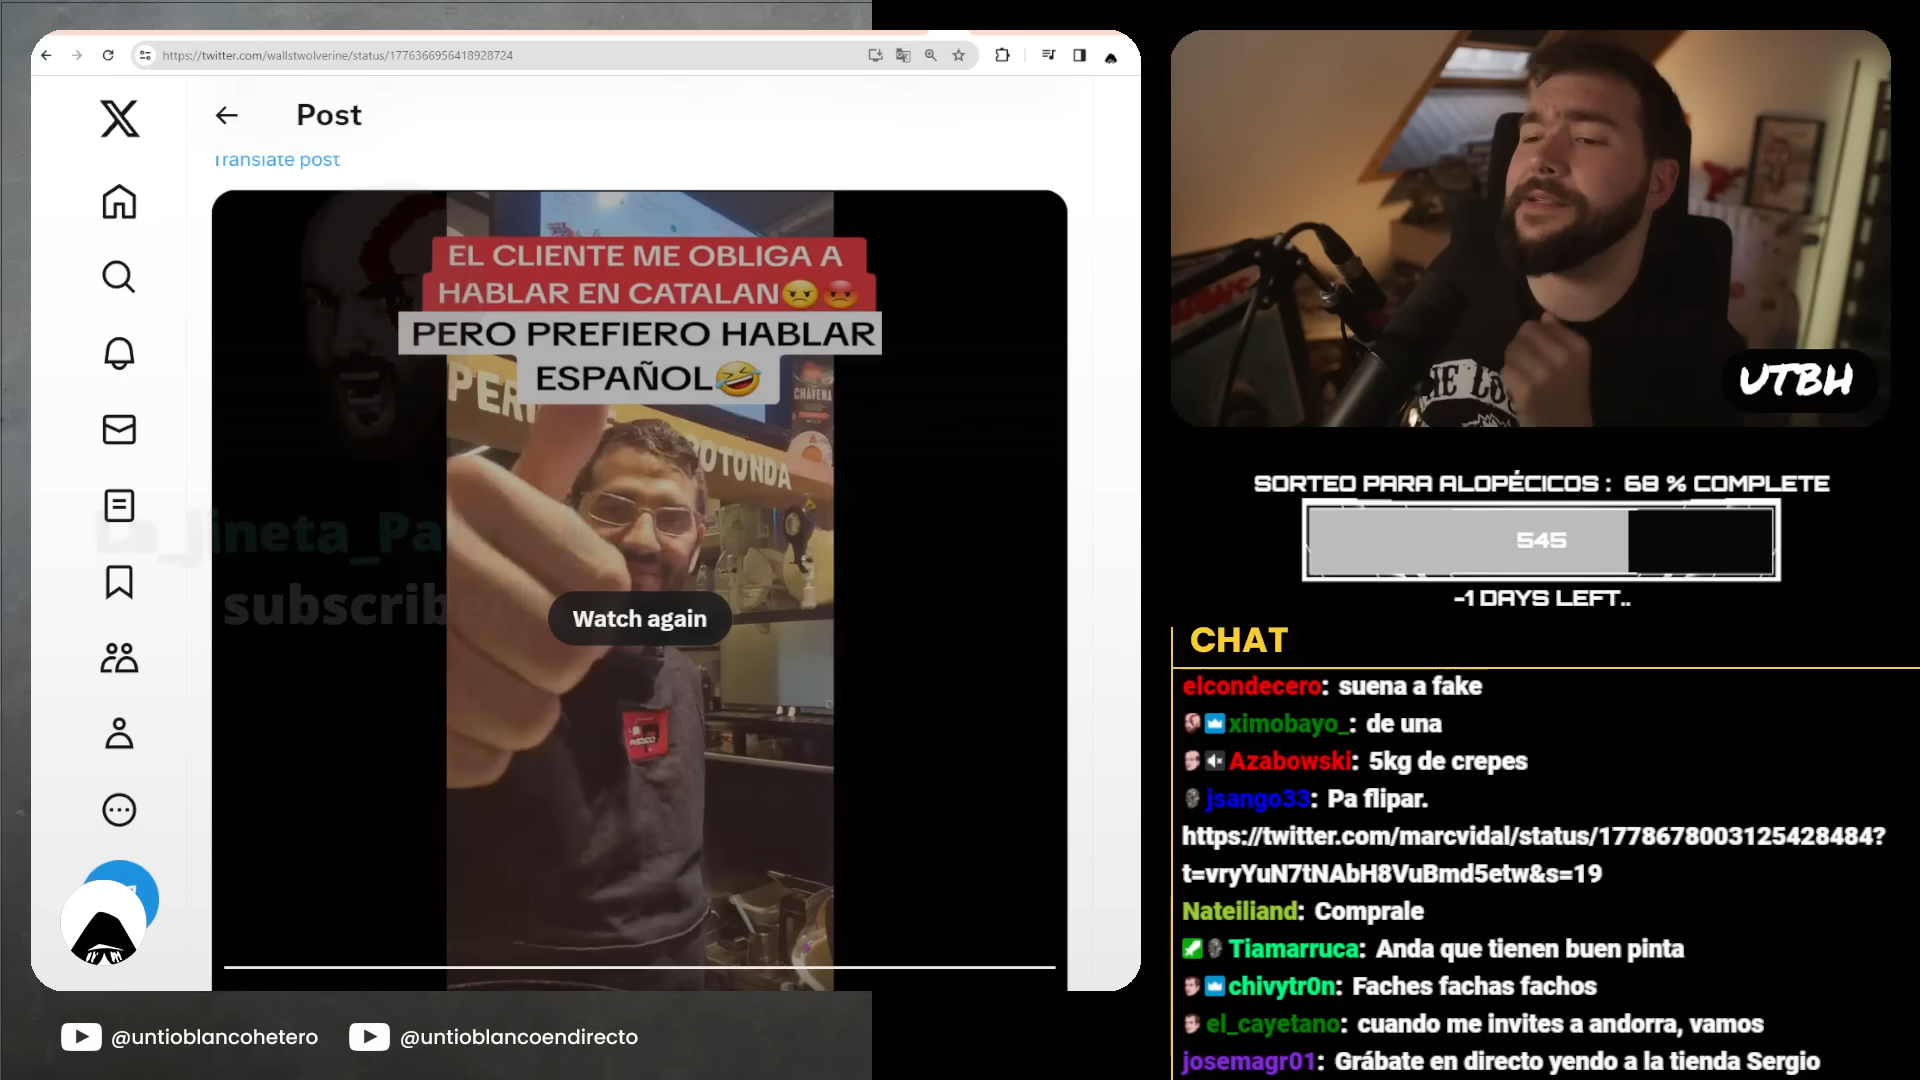 https://twitter.com/wallstwolverine/status/1776366956418928724
Post
Translate post
EL CLIENTE ME OBLIGA A
HABLAR EN CATALAN😠😡
PERO PREFIERO HABLAR
ESPAÑOL🤣
CHÁVENA
OTONDA
subscribe
Watch again
UTBH
SORTEO PARA ALOPÉCICOS : 68 % COMPLETE
545
-1 DAYS LEFT..
CHAT
elcondecero: suena a fake
ximobayo_: de una
Azabowski: 5kg de crepes
jsango33: Pa flipar.
https://twitter.com/marcvidal/status/1778678003125428484?
t=vryYuN7tNAbH8VuBmd5etw&s=19
Nateiliand: Comprale
Tiamarruca: Anda que tienen buen pinta
chivytr0n: Faches fachas fachos
el_cayetano: cuando me invites a andorra, vamos
josemagr01: Grábate en directo yendo a la tienda Sergio
@untioblancohetero
@untioblancoendirecto